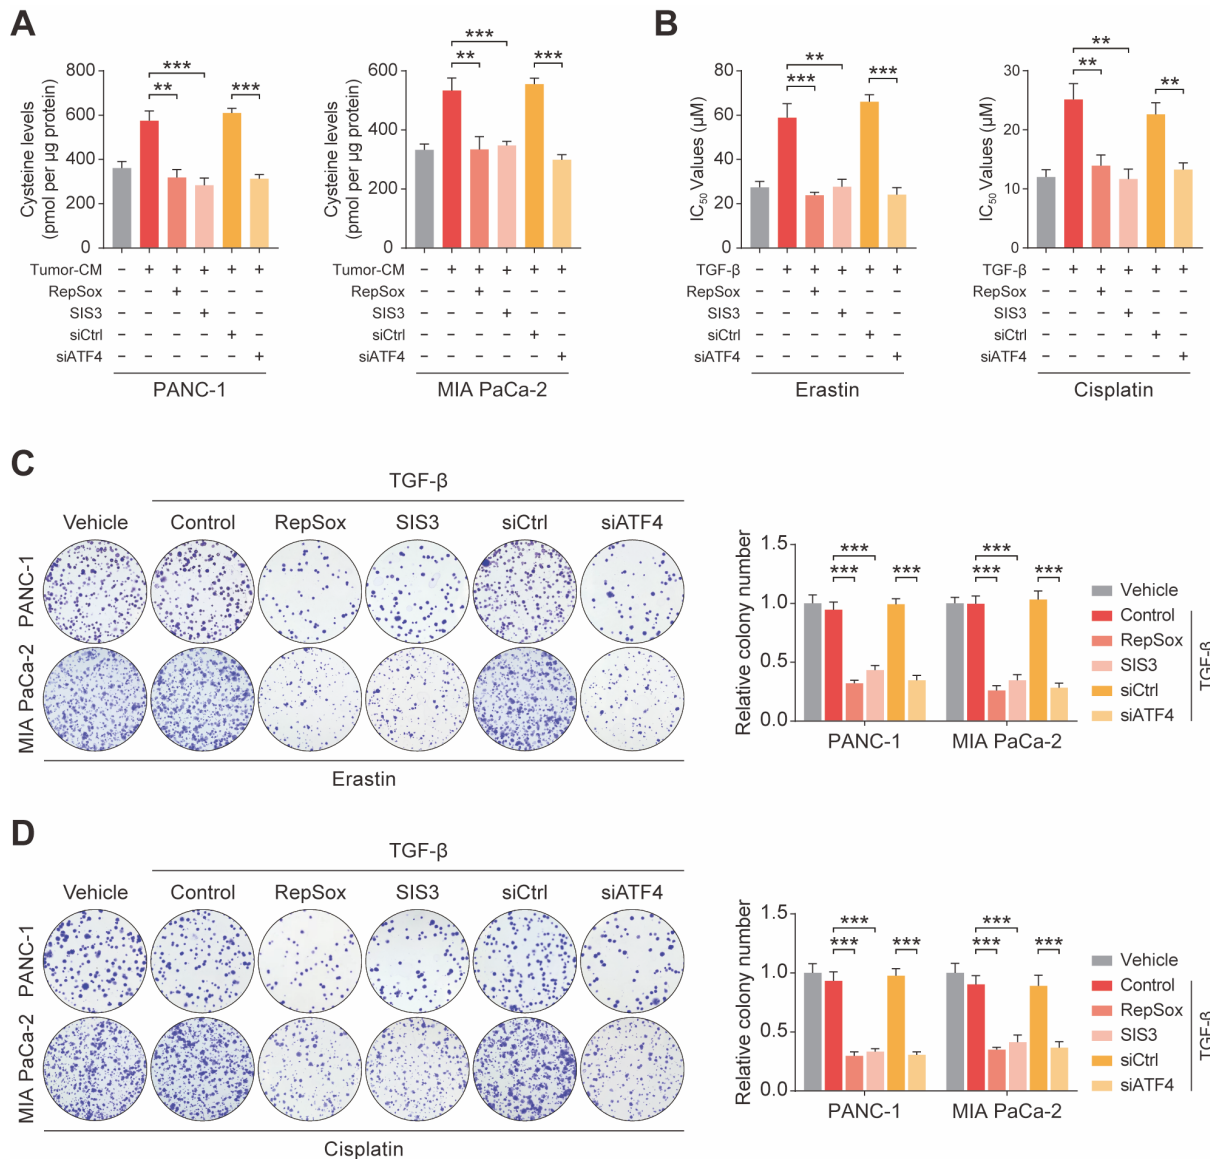 A
Cysteine levels
(pmol per µg protein)
800
600
400
200
0
***
**
***
Tumor-CM – + + + + +
RepSox – – + – – –
SIS3 – – – + – –
siCtrl – – – – + –
siATF4 – – – – – +
PANC-1
Cysteine levels
(pmol per µg protein)
600
400
200
0
***
**
***
Tumor-CM – + + + + +
RepSox – – + – – –
SIS3 – – – + – –
siCtrl – – – – + –
siATF4 – – – – – +
MIA PaCa-2
B
IC50 Values (µM)
80
60
40
20
0
**
***
***
TGF-β – + + + + +
RepSox – – + – – –
SIS3 – – – + – –
siCtrl – – – – + –
siATF4 – – – – – +
Erastin
IC50 Values (µM)
30
20
10
0
**
**
**
TGF-β – + + + + +
RepSox – – + – – –
SIS3 – – – + – –
siCtrl – – – – + –
siATF4 – – – – – +
Cisplatin
C
TGF-β
Vehicle Control RepSox SIS3 siCtrl siATF4
PANC-1
MIA PaCa-2
Erastin
Relative colony number
1.5
1.0
0.5
0.0
*** ***
*** *** *** ***
PANC-1 MIA PaCa-2
Vehicle
Control
RepSox
SIS3
siCtrl
siATF4
TGF-β
D
TGF-β
Vehicle Control RepSox SIS3 siCtrl siATF4
PANC-1
MIA PaCa-2
Cisplatin
Relative colony number
1.5
1.0
0.5
0.0
*** ***
*** *** *** ***
PANC-1 MIA PaCa-2
Vehicle
Control
RepSox
SIS3
siCtrl
siATF4
TGF-β